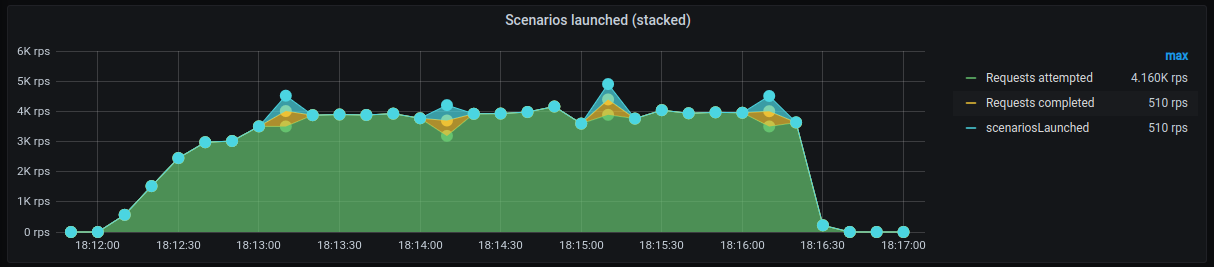 Scenarios launched (stacked)
6K rps
5K rps
4K rps
3K rps
2K rps
1K rps
0 rps
18:12:00 18:12:30 18:13:00 18:13:30 18:14:00 18:14:30 18:15:00 18:15:30 18:16:00 18:16:30 18:17:00
max
Requests attempted 4.160K rps
Requests completed 510 rps
scenariosLaunched 510 rps